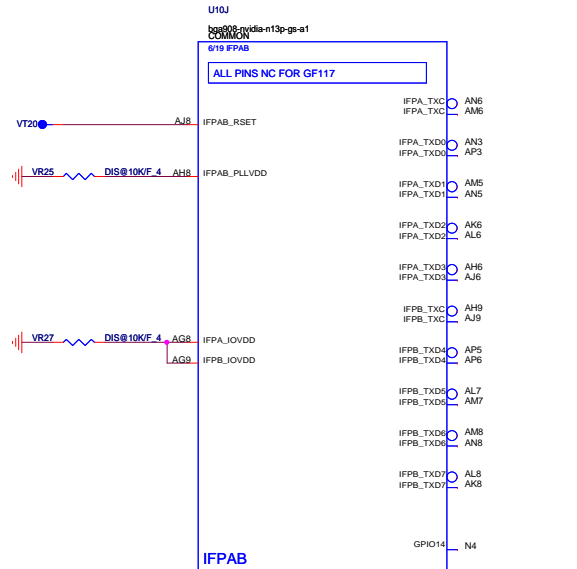 U10J
bga908-nvidia-n13p-gs-a1
COMMON
6/19 IFPAB
ALL PINS NC FOR GF117
VT20
AJ8 IFPAB_RSET
VR25 DIS@10K/F_4 AH8 IFPAB_PLLVDD
VR27 DIS@10K/F_4 AG8 IFPA_IOVDD
AG9 IFPB_IOVDD
IFPA_TXC AN6
IFPA_TXC AM6
IFPA_TXD0 AN3
IFPA_TXD0 AP3
IFPA_TXD1 AM5
IFPA_TXD1 AN5
IFPA_TXD2 AK6
IFPA_TXD2 AL6
IFPA_TXD3 AH6
IFPA_TXD3 AJ6
IFPB_TXC AH9
IFPB_TXC AJ9
IFPB_TXD4 AP5
IFPB_TXD4 AP6
IFPB_TXD5 AL7
IFPB_TXD5 AM7
IFPB_TXD6 AM8
IFPB_TXD6 AN8
IFPB_TXD7 AL8
IFPB_TXD7 AK8
GPIO14 N4
IFPAB